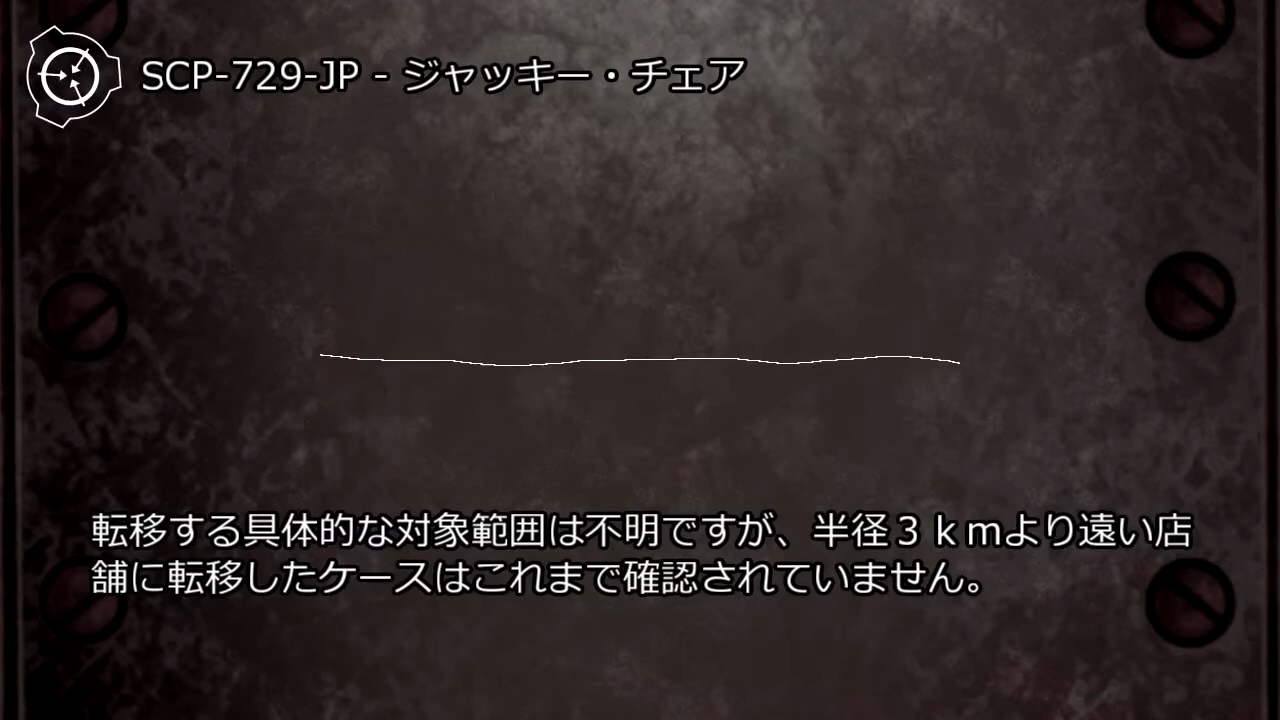 SCP-729-JP - ジャッキー・チェア
転移する具体的な対象範囲は不明ですが、半径３ｋｍより遠い店
舗に転移したケースはこれまで確認されていません。